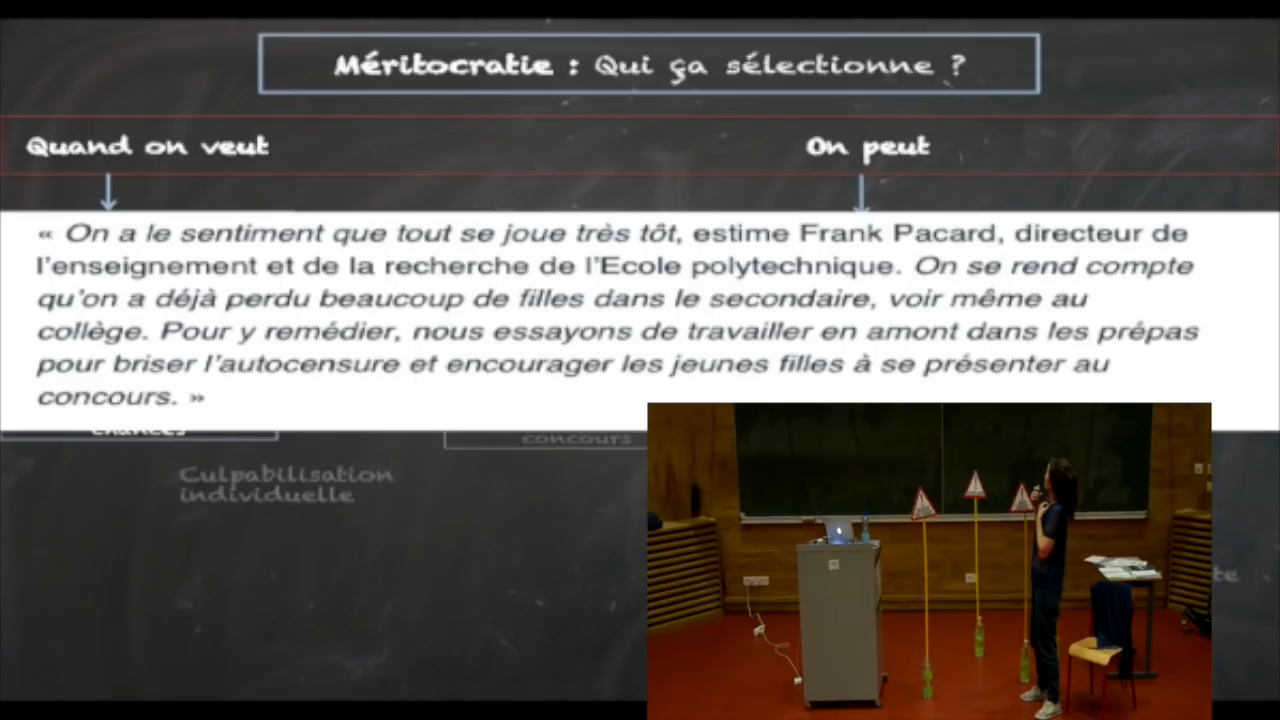 Méritocratie : Qui ça sélectionne ?
Quand on veut
On peut
« On a le sentiment que tout se joue très tôt, estime Frank Pacard, directeur de
l'enseignement et de la recherche de l'Ecole polytechnique. On se rend compte
qu'on a déjà perdu beaucoup de filles dans le secondaire, voir même au
collège. Pour y remédier, nous essayons de travailler en amont dans les prépas
pour briser l'autocensure et encourager les jeunes filles à se présenter au
concours. »
chances
concours
Culpabilisation
individuelle